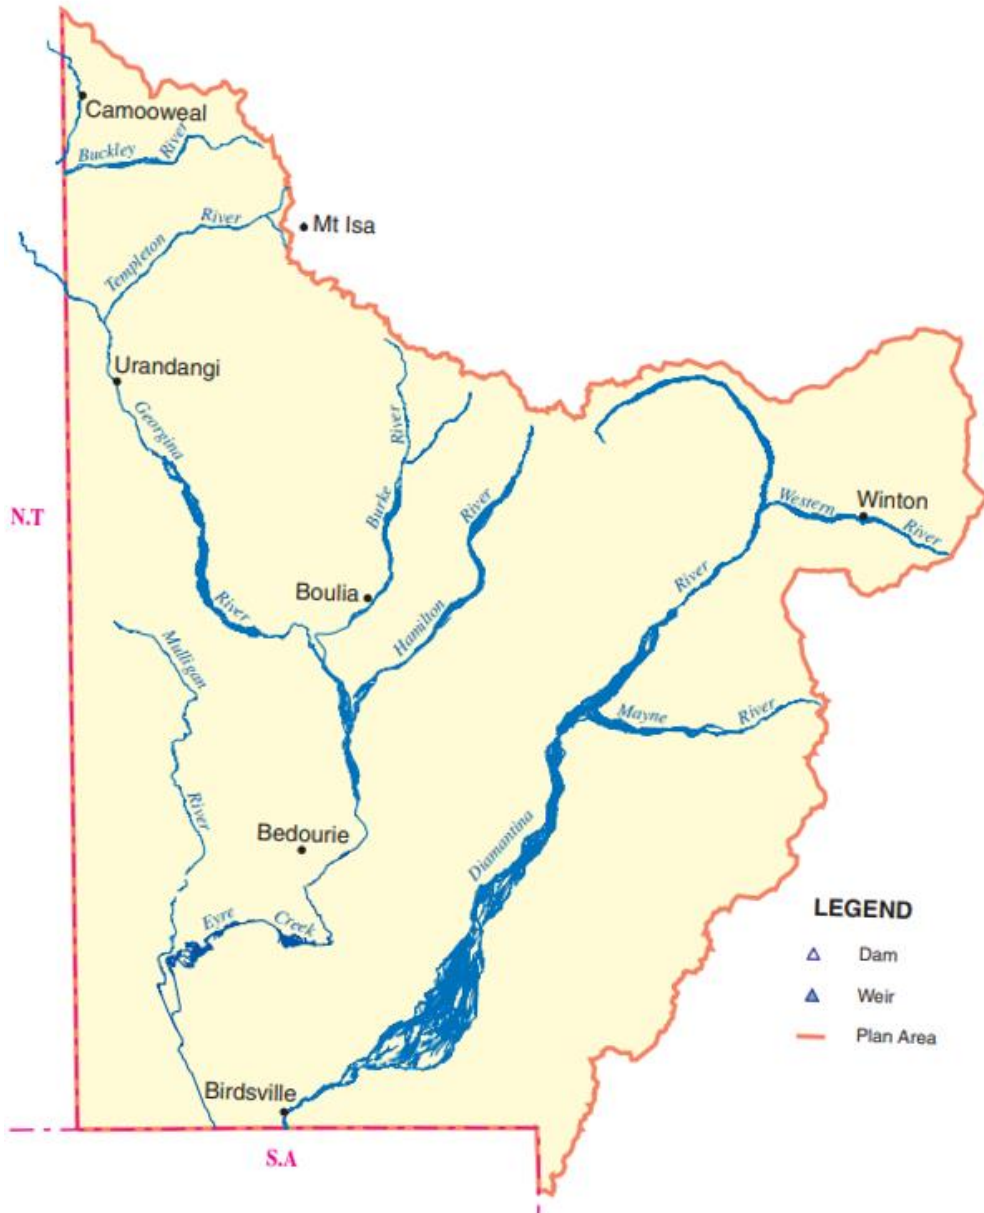 Camooweal
Buckley River
Mt Isa
Templeton River
Urandangi
Georgina River
Burke River
Hamilton River
Western River
Winton
N.T
Boulia
River
Mulligan River
Mayne River
Bedourie
Diamantina
Eyre Creek
LEGEND
Dam
Weir
Plan Area
Birdsville
S.A